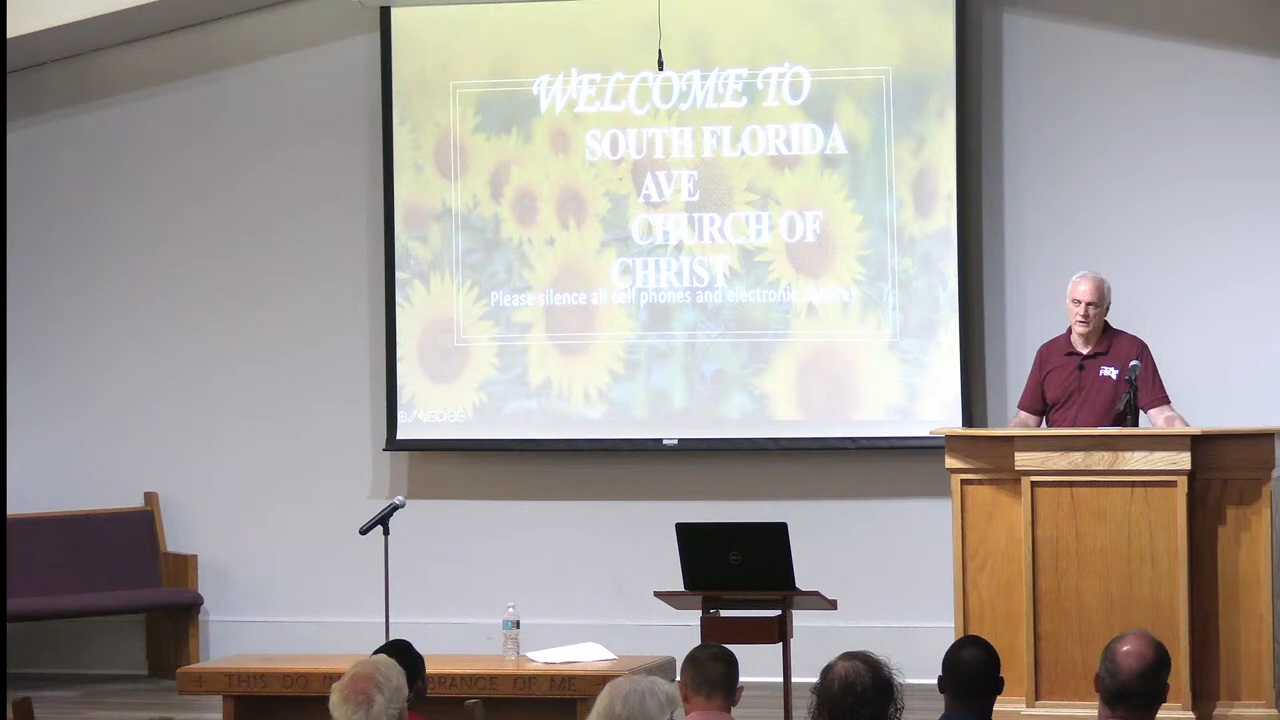 WELCOME TO
SOUTH FLORIDA
AVE
CHURCH OF
CHRIST
Please silence all cell phones and electronic
DELL
THIS DO IN BRANCE OF ME